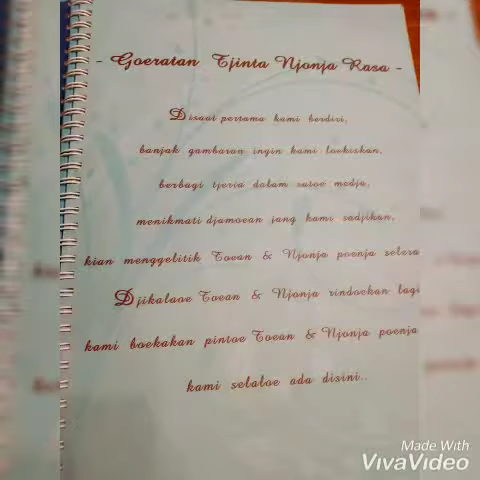 - Goeratan Tjinta Njonja Rasa -
Disaat pertama kami berdiri,
banjak gambaran ingin kami loekiskan,
berbagi tjeria dalam satoe medja,
menikmati djamoean jang kami sadjikan,
kian menggelitik Toean & Njonja poenja selera
Djikalaoe Toean & Njonja rindoekan lagi
kami boekakan pintoe Toean & Njonja poenja
kami selaloe ada disini..
Made With
VivaVideo